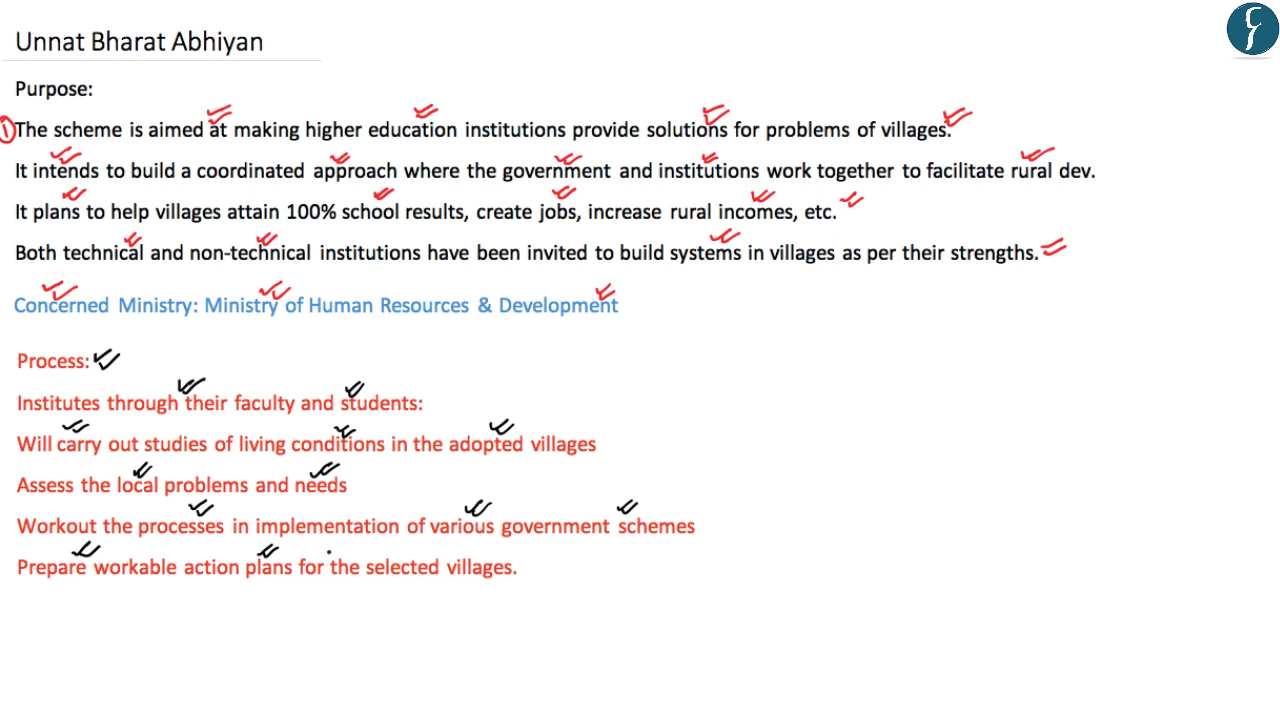 Unnat Bharat Abhiyan
Purpose:
1 The scheme is aimed at making higher education institutions provide solutions for problems of villages.
It intends to build a coordinated approach where the government and institutions work together to facilitate rural dev.
It plans to help villages attain 100% school results, create jobs, increase rural incomes, etc.
Both technical and non-technical institutions have been invited to build systems in villages as per their strengths.
Concerned Ministry: Ministry of Human Resources & Development
Process:
Institutes through their faculty and students:
Will carry out studies of living conditions in the adopted villages
Assess the local problems and needs
Workout the processes in implementation of various government schemes
Prepare workable action plans for the selected villages.